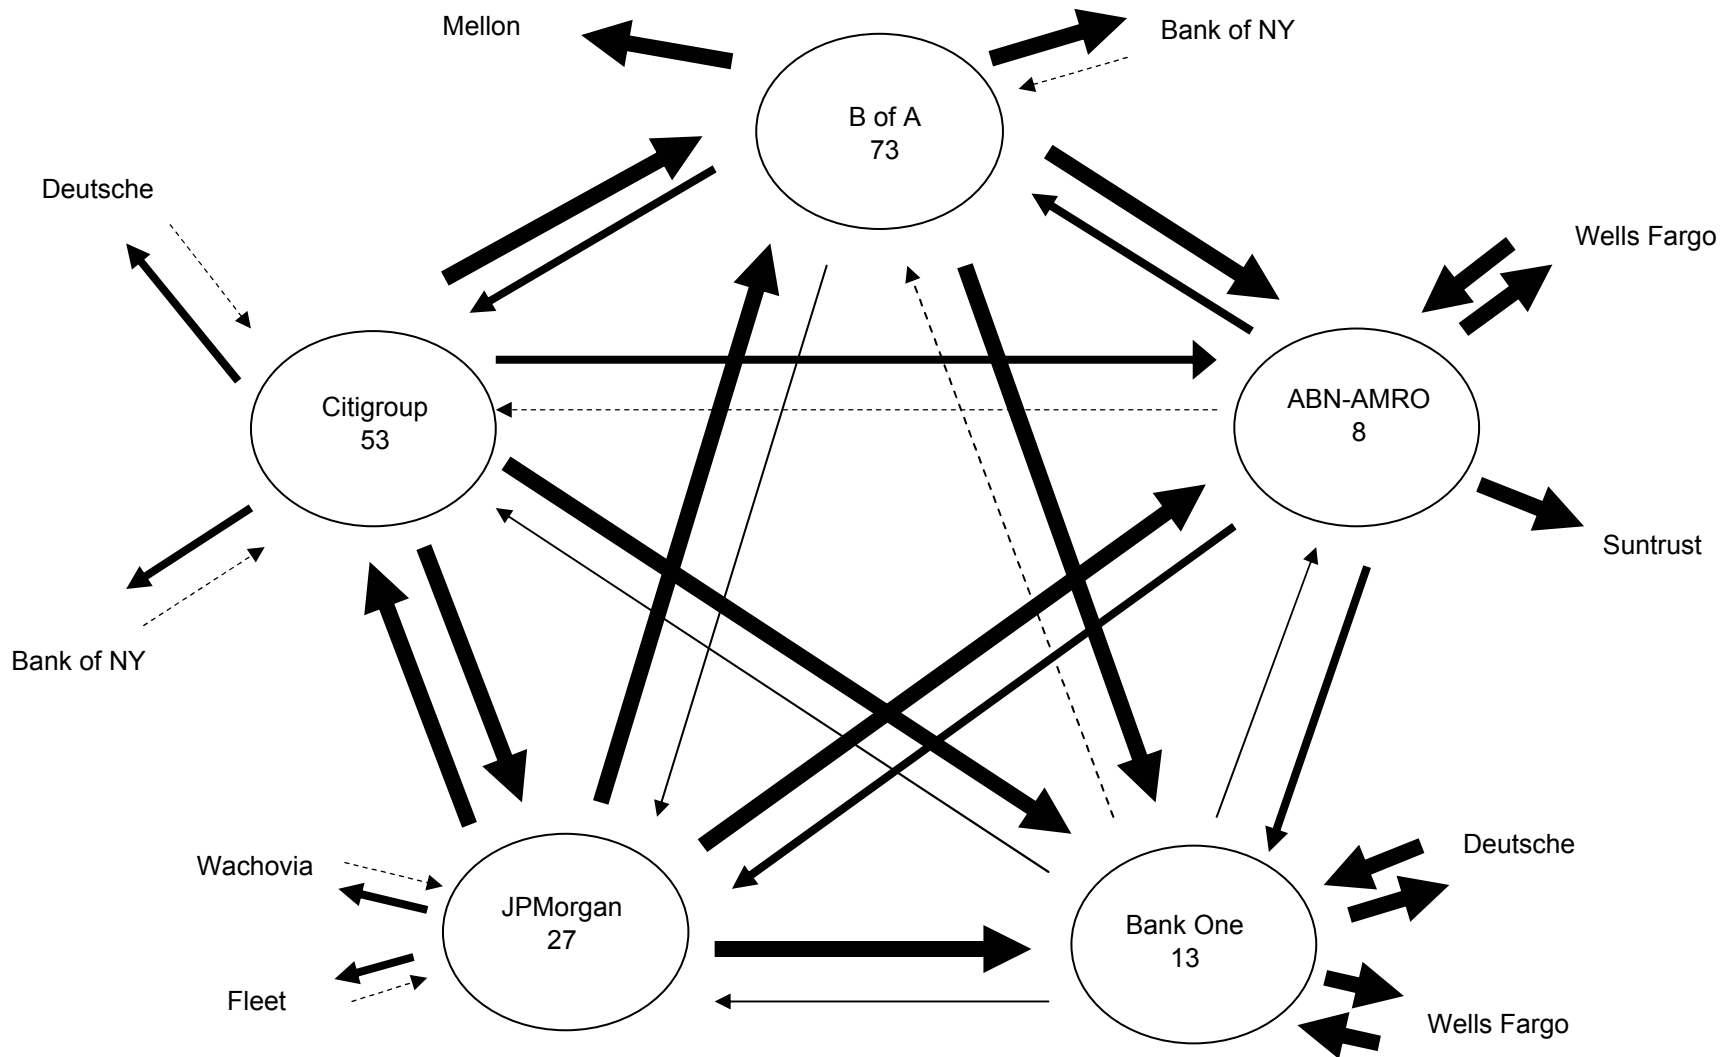 Mellon
Bank of NY
B of A
73
Deutsche
Wells Fargo
Citigroup
53
ABN-AMRO
8
Suntrust
Bank of NY
Wachovia
JPMorgan
27
Fleet
Bank One
13
Deutsche
Wells Fargo